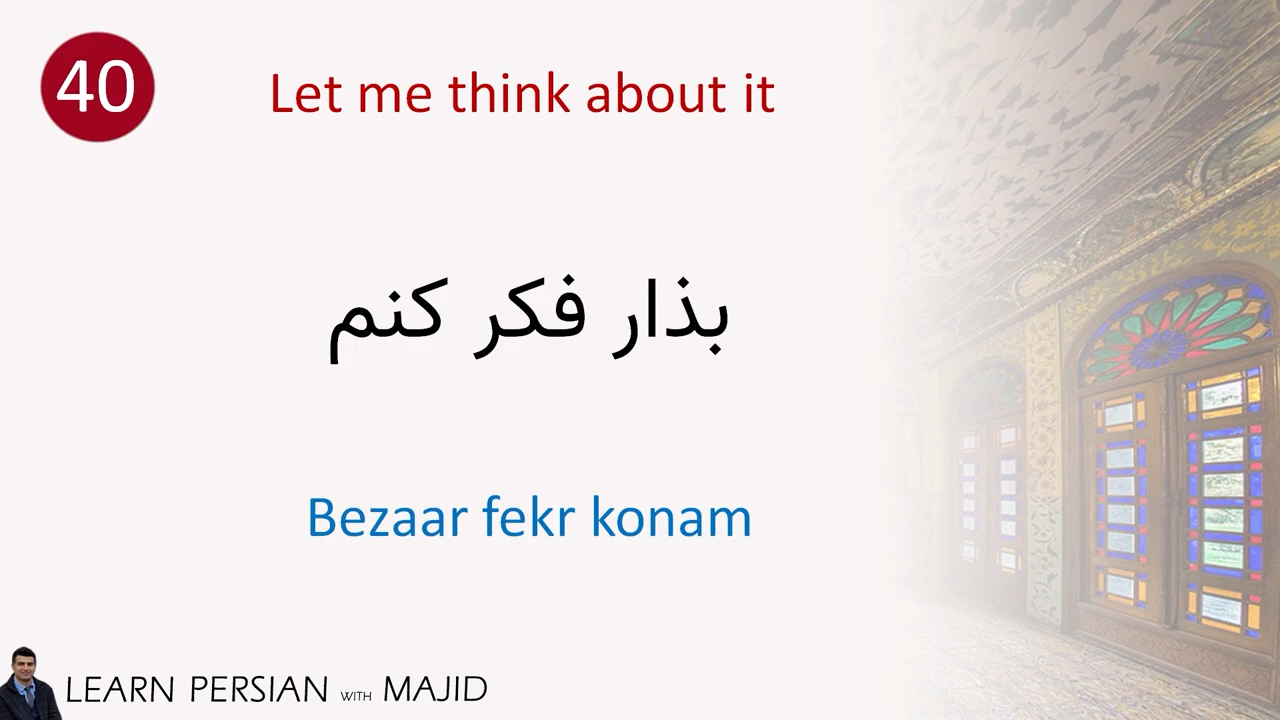 40
Let me think about it
بذار فکر کنم
Bezaar fekr konam
LEARN PERSIAN WITH MAJID